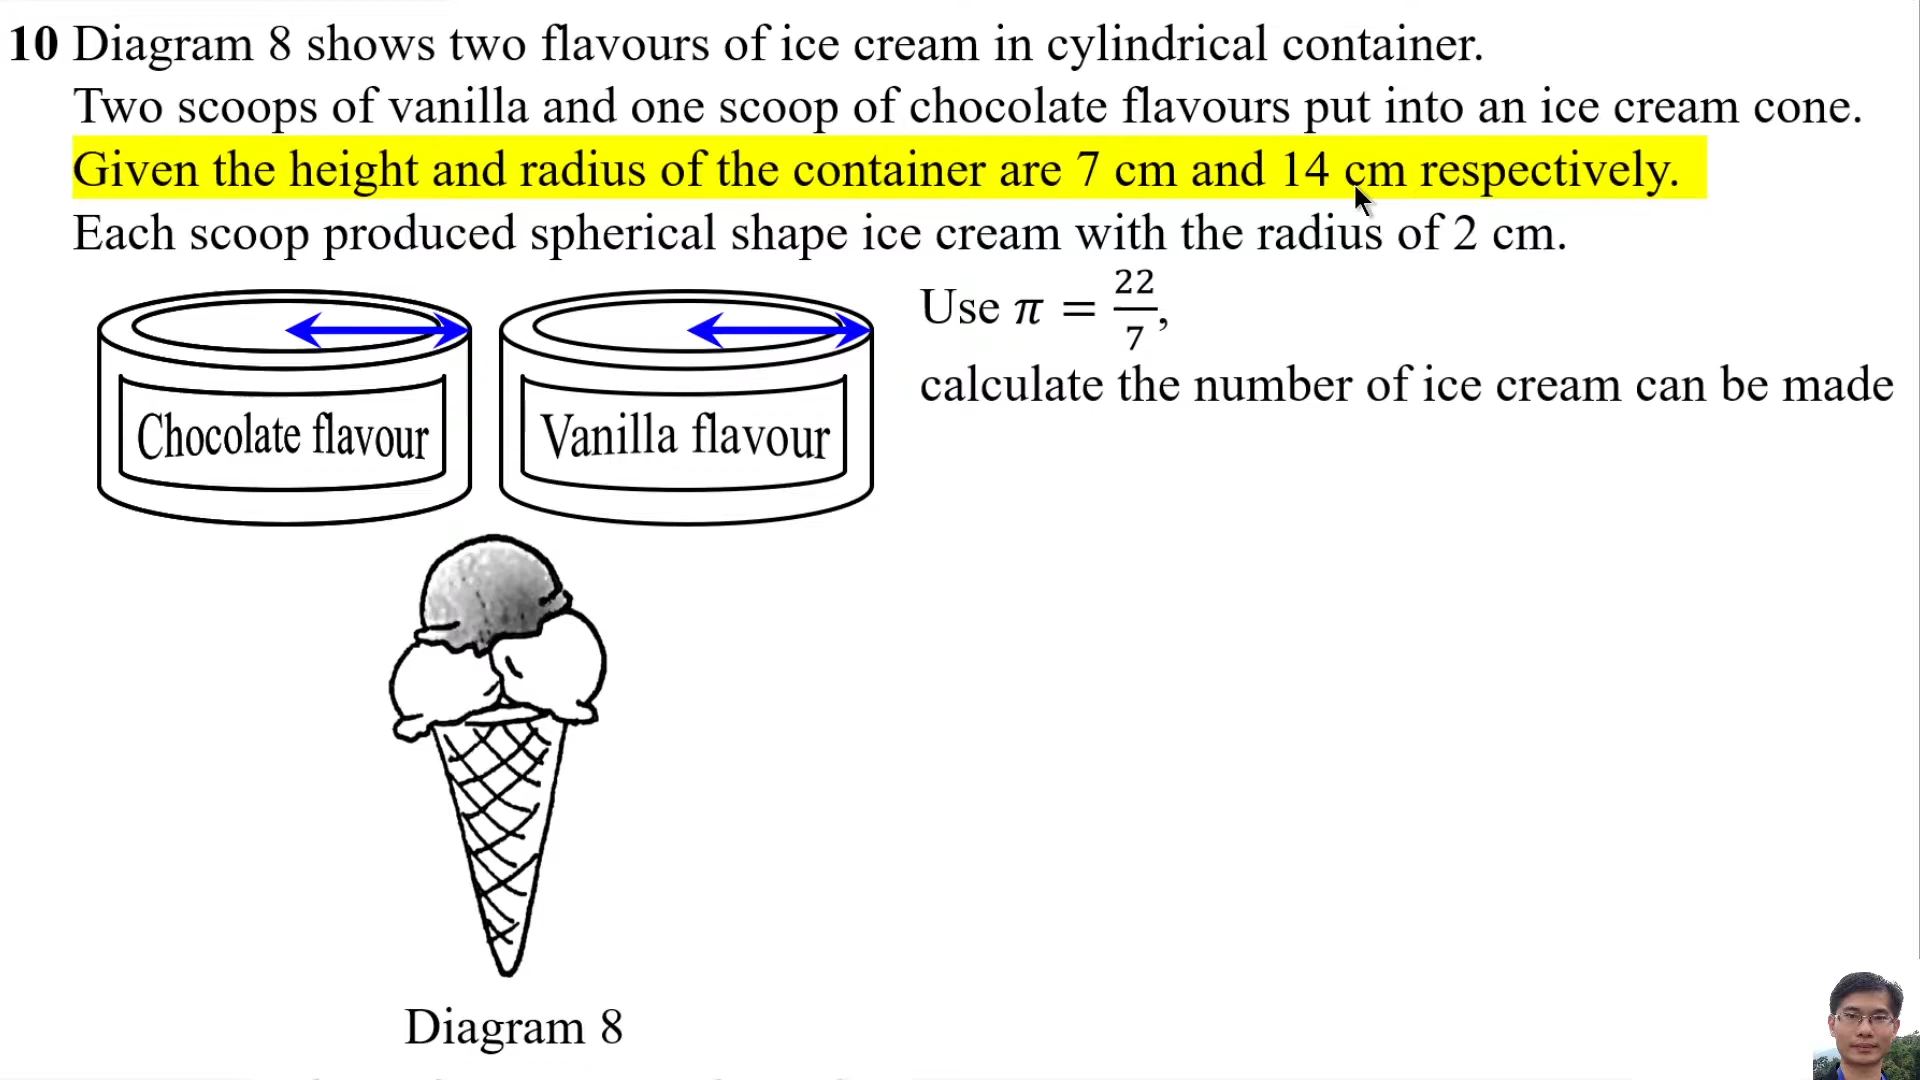 10 Diagram 8 shows two flavours of ice cream in cylindrical container.
Two scoops of vanilla and one scoop of chocolate flavours put into an ice cream cone.
Given the height and radius of the container are 7 cm and 14 cm respectively.
Each scoop produced spherical shape ice cream with the radius of 2 cm.
Use π = 22/7,
calculate the number of ice cream can be made
Chocolate flavour
Vanilla flavour
Diagram 8